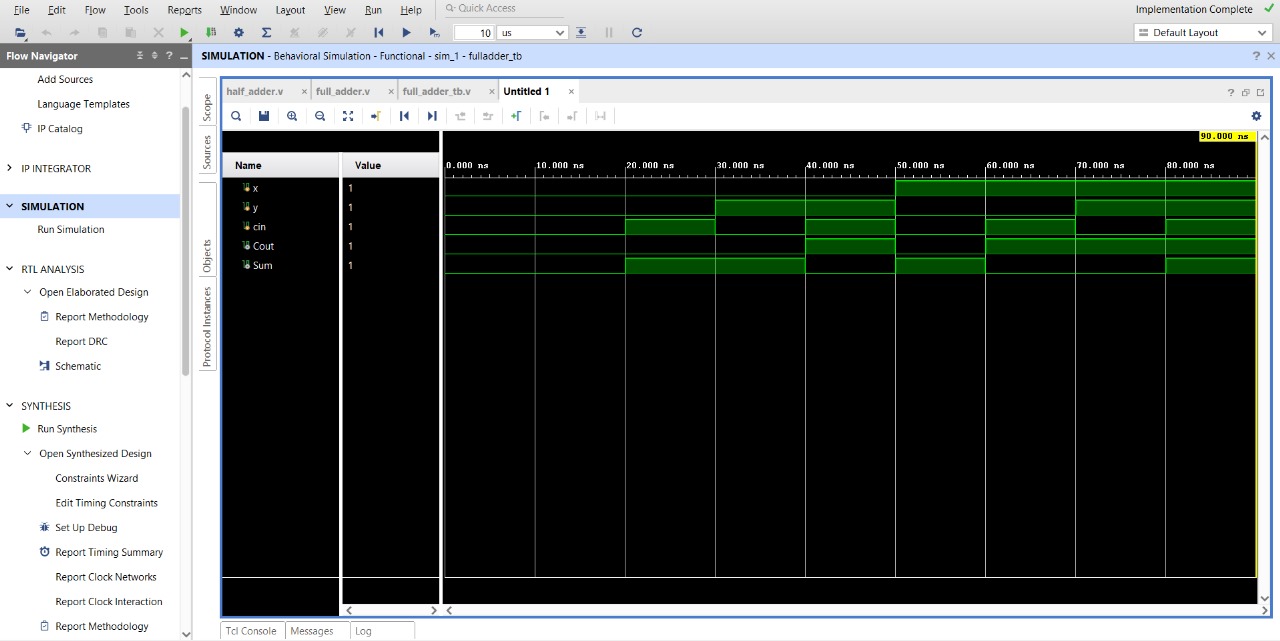 File Edit Flow Tools Reports Window Layout View Run Help Quick Access Implementation Complete
10 us Default Layout
Flow Navigator
Add Sources
Language Templates
IP Catalog
IP INTEGRATOR
SIMULATION
Run Simulation
RTL ANALYSIS
Open Elaborated Design
Report Methodology
Report DRC
Schematic
SYNTHESIS
Run Synthesis
Open Synthesized Design
Constraints Wizard
Edit Timing Constraints
Set Up Debug
Report Timing Summary
Report Clock Networks
Report Clock Interaction
Report Methodology
SIMULATION - Behavioral Simulation - Functional - sim_1 - fulladder_tb
Scope
Sources
Objects
Protocol Instances
half_adder.v full_adder.v full_adder_tb.v Untitled 1
90.000 ns
Name Value
0.000 ns 10.000 ns 20.000 ns 30.000 ns 40.000 ns 50.000 ns 60.000 ns 70.000 ns 80.000 ns
x 1
y 1
cin 1
Cout 1
Sum 1
Tcl Console Messages Log